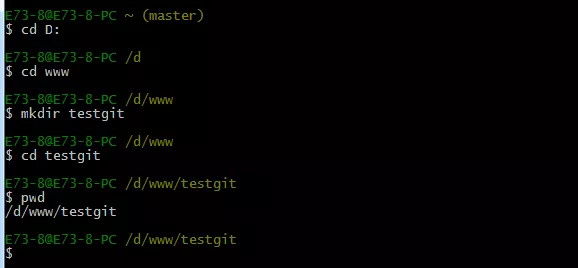 E73-8@E73-8-PC ~ (master)
$ cd D:
E73-8@E73-8-PC /d
$ cd www
E73-8@E73-8-PC /d/www
$ mkdir testgit
E73-8@E73-8-PC /d/www
$ cd testgit
E73-8@E73-8-PC /d/www/testgit
$ pwd
/d/www/testgit
E73-8@E73-8-PC /d/www/testgit
$